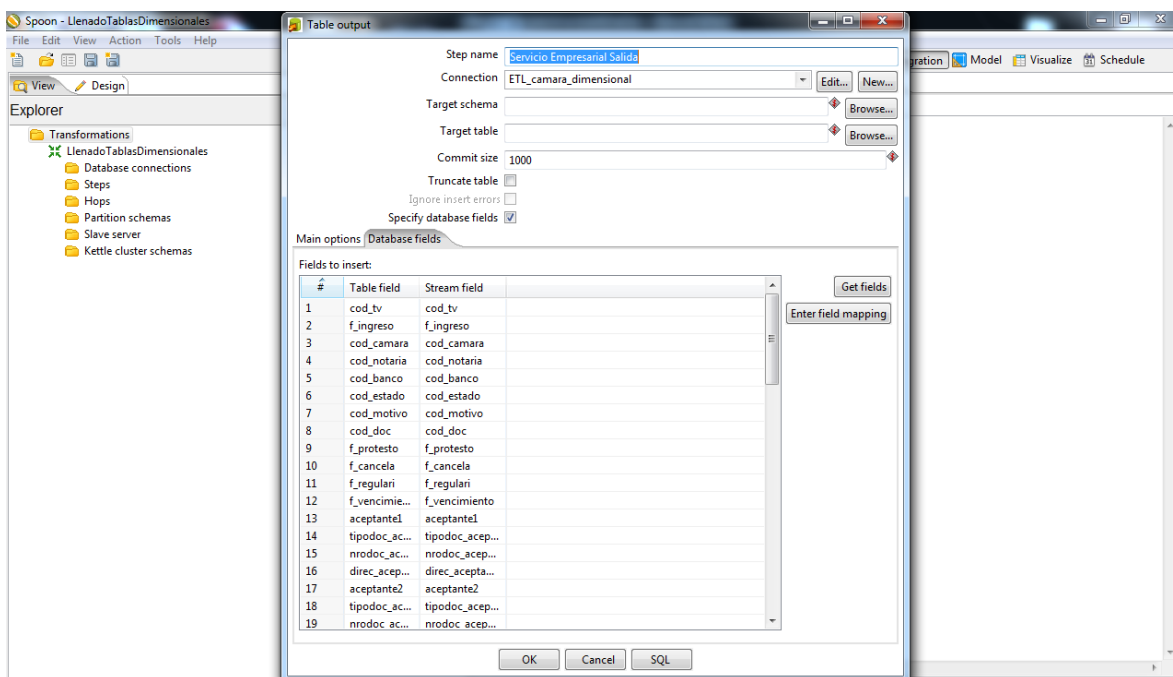 Spoon - LlenadoTablasDimensionales
File Edit View Action Tools Help
View Design
Explorer
Transformations
LlenadoTablasDimensionales
Database connections
Steps
Hops
Partition schemas
Slave server
Kettle cluster schemas
Table output
Step name Servicio Empresarial Salida
Connection ETL_camara_dimensional Edit... New...
Target schema Browse...
Target table Browse...
Commit size 1000
Truncate table
Ignore insert errors
Specify database fields
Main options Database fields
Fields to insert:
# Table field Stream field
1 cod_tv cod_tv
2 f_ingreso f_ingreso
3 cod_camara cod_camara
4 cod_notaria cod_notaria
5 cod_banco cod_banco
6 cod_estado cod_estado
7 cod_motivo cod_motivo
8 cod_doc cod_doc
9 f_protesto f_protesto
10 f_cancela f_cancela
11 f_regulari f_regulari
12 f_vencimie... f_vencimiento
13 aceptante1 aceptante1
14 tipodoc_ac... tipodoc_acep...
15 nrodoc_ac... nrodoc_acep...
16 direc_acep... direc_acepta...
17 aceptante2 aceptante2
18 tipodoc_ac... tipodoc_acep...
19 nrodoc_ac... nrodoc_acep...
Get fields
Enter field mapping
OK Cancel SQL
gration Model Visualize 31 Schedule